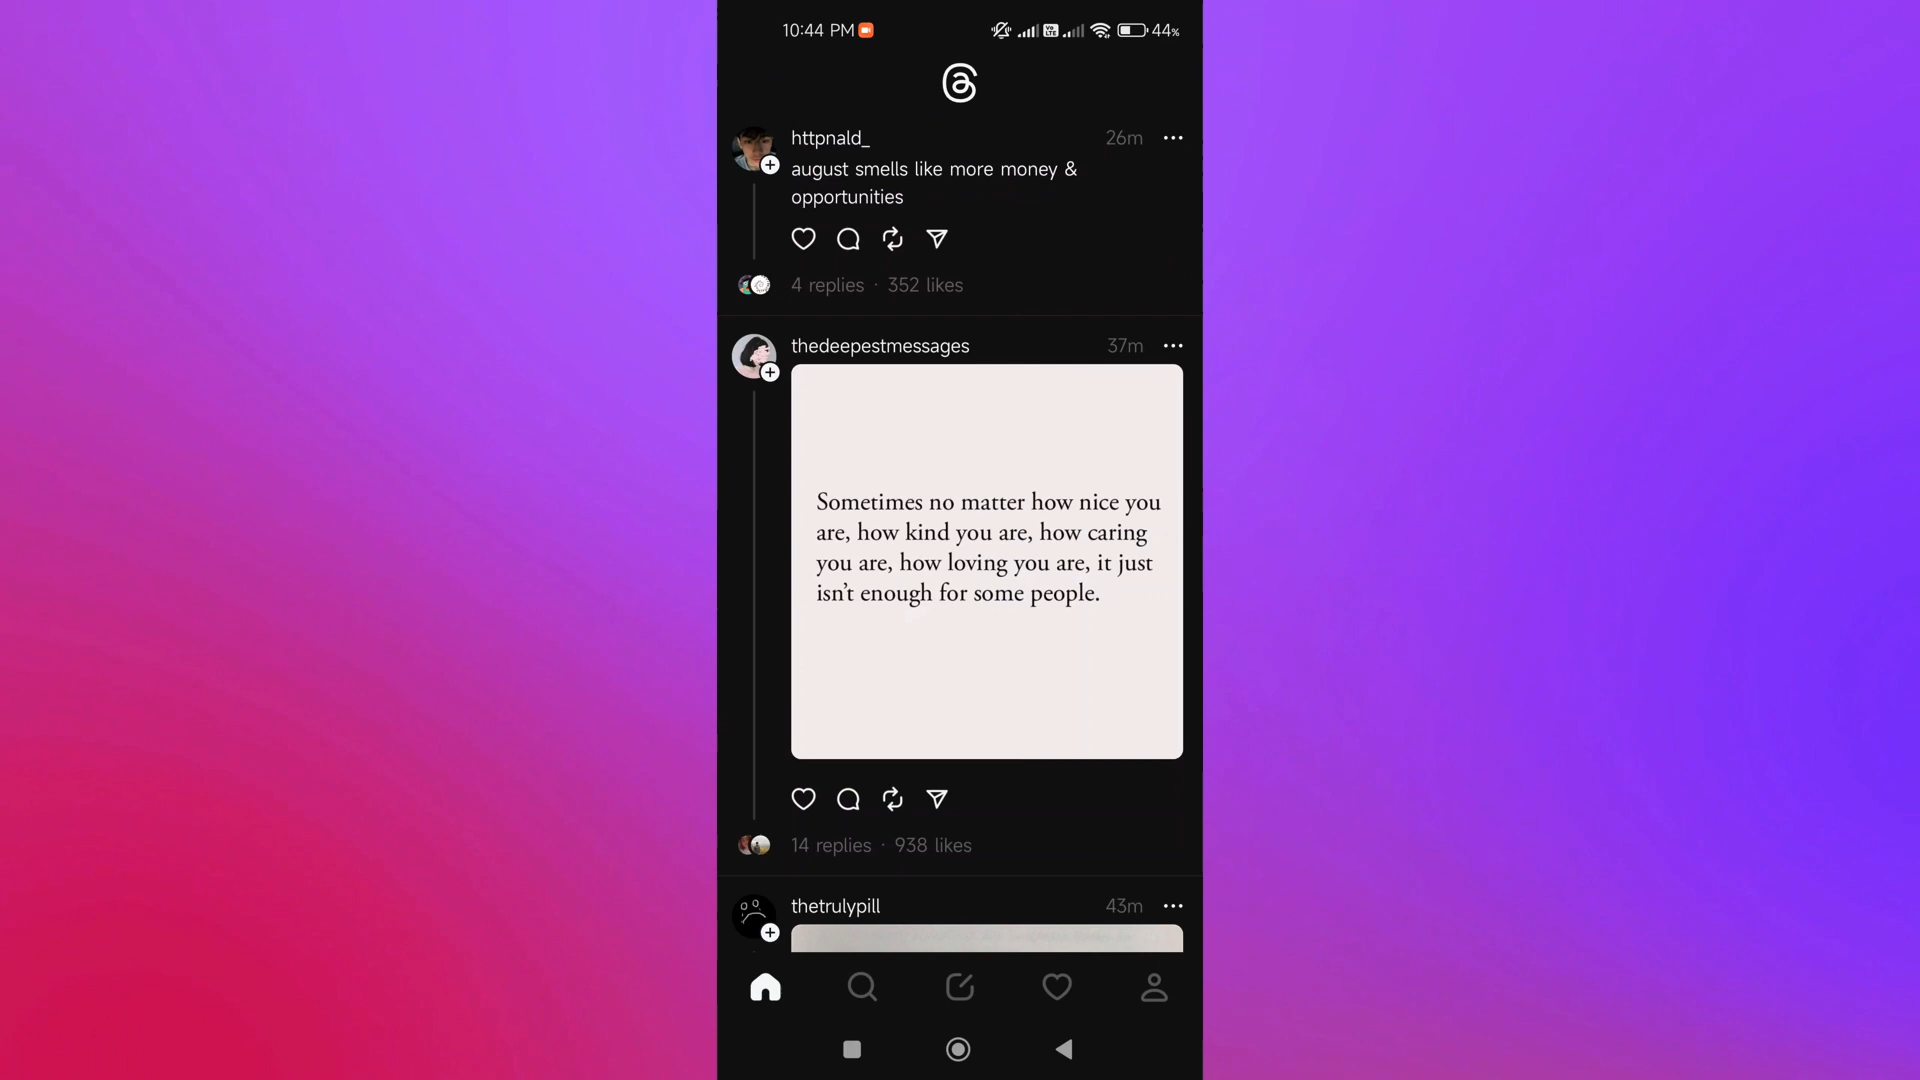 10:44 PM
44%
httpnald_
26m
august smells like more money &
opportunities
4 replies · 352 likes
thedeepestmessages
37m
Sometimes no matter how nice you
are, how kind you are, how caring
you are, how loving you are, it just
isn't enough for some people.
14 replies · 938 likes
thetrulypill
43m